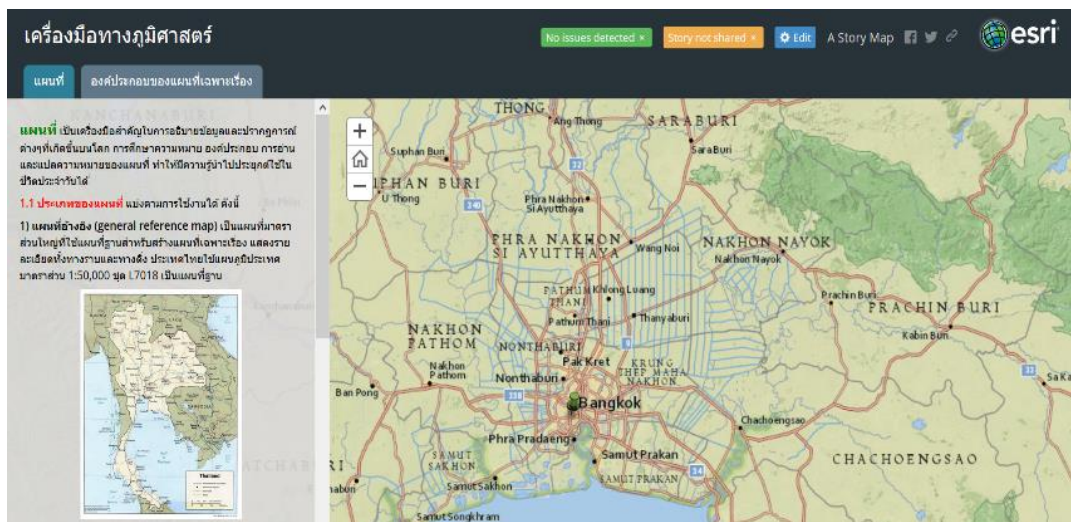 เครื่องมือทางภูมิศาสตร์
No issues detected ×
Story not shared ×
Edit
A Story Map
esri
แผนที่
องค์ประกอบของแผนที่เฉพาะเรื่อง
แผนที่ เป็นเครื่องมือสำคัญในการอธิบายข้อมูลและปรากฏการณ์
ต่างๆที่เกิดขึ้นบนโลก การศึกษาความหมาย องค์ประกอบ การอ่าน
และแปลความหมายของแผนที่ ทำให้มีความรู้นำไปประยุกต์ใช้ใน
ชีวิตประจำวันได้
1.1 ประเภทของแผนที่ แบ่งตามการใช้งานได้ ดังนี้
1) แผนที่อ้างอิง (general reference map) เป็นแผนที่มาตรา
ส่วนใหญ่ที่ใช้แผนที่ฐานสำหรับสร้างแผนที่เฉพาะเรื่อง แสดงราย
ละเอียดทั้งทางราบและทางดิ่ง ประเทศไทยใช้แผนภูมิประเทศ
มาตราส่วน 1:50,000 ชุด L7018 เป็นแผนที่ฐาน
Thailand
THONG
Ang Thong
SARABURI
Suphan Buri
Sara Buri
32
PHAN BURI
U Thong
340
Phra Nakhon
Si Ayutthaya
PHRA NAKHON
SI AYUTTHAYA
Wang Noi
NAKHON NAYOK
Nakhon Nayok
PATHUM
THANI
Khlong Luang
Prachin Buri
PRACHIN BURI
Pathum Thani
Thanyaburi
Kabin Buri
NAKHON
PATHOM
NONTHABURI
9
Pak Kret
KRUNG
THEP MAHA
NAKHON
Nakhon
Pathom
Nonthaburi
33
Sa Ka
Ban Pong
338
Bangkok
Chachoengsao
Phra Pradaeng
SAMUT
SAKHON
Samut Prakan
SAMUT PRAKAN
34
CHACHOENGSAO
Samut Sakhon
Samut Songkhram